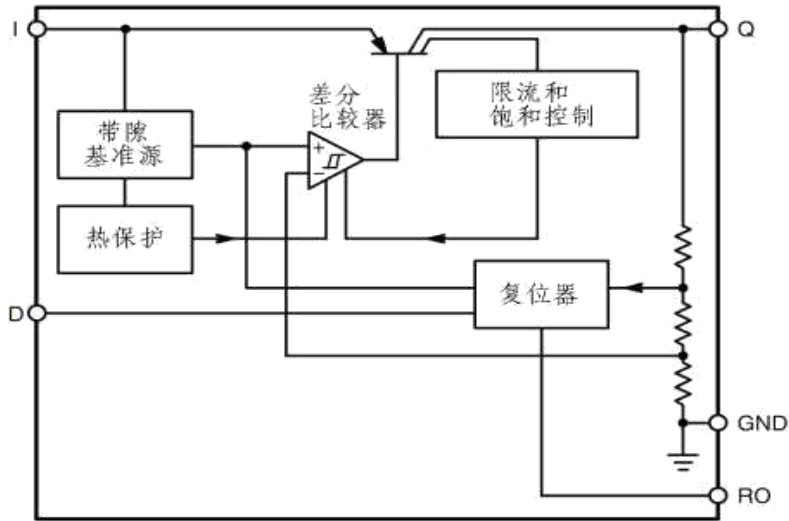 I
Q
差分
比较器
限流和
饱和控制
带隙
基准源
+
−
热保护
复位器
D
GND
RO